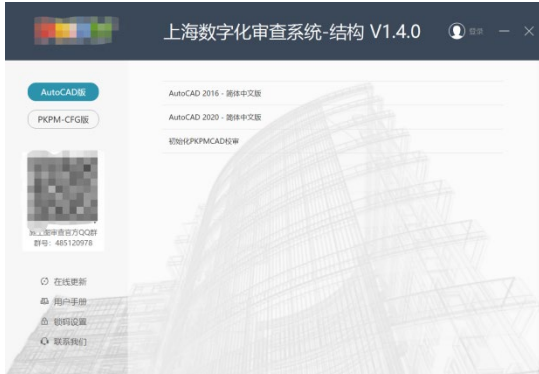 上海数字化审查系统-结构 V1.4.0
登录
AutoCAD版
PKPM-CFG版
AutoCAD 2016 - 简体中文版
AutoCAD 2020 - 简体中文版
初始化PKPMCAD校审
审查官方QQ群
群号：485120978
在线更新
用户手册
锁码设置
联系我们